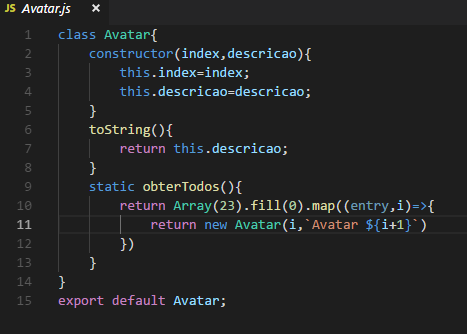 JS Avatar.js ×
1 class Avatar{
2     constructor(index,descricao){
3         this.index=index;
4         this.descricao=descricao;
5     }
6     toString(){
7         return this.descricao;
8     }
9     static obterTodos(){
10         return Array(23).fill(0).map((entry,i)=>{
11             return new Avatar(i,`Avatar ${i+1}`)
12         })
13     }
14 }
15 export default Avatar;